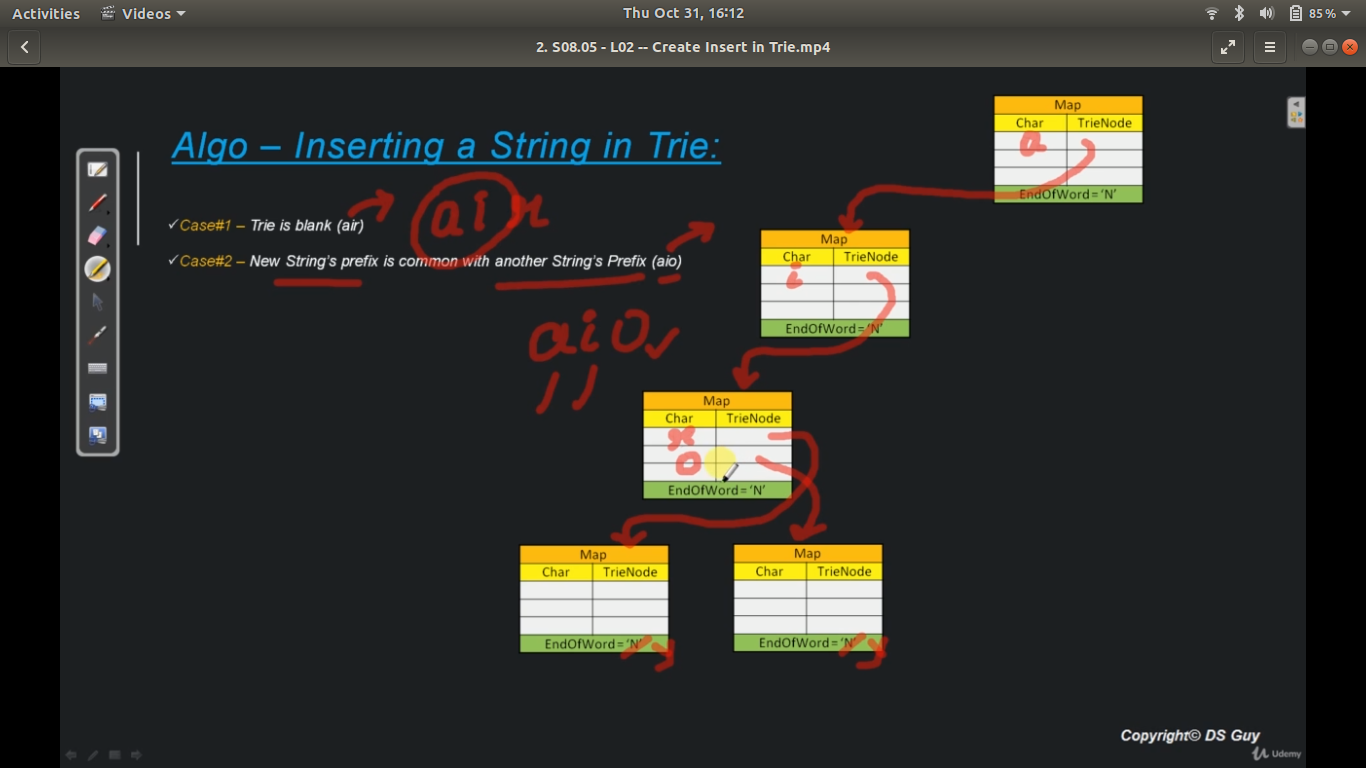 Activities Videos Thu Oct 31, 16:12 85%
2. S08.05 - L02 -- Create Insert in Trie.mp4
Algo – Inserting a String in Trie:
✓Case#1 – Trie is blank (air)
air
✓Case#2 – New String's prefix is common with another String's Prefix (aio)
aio
Map
Char TrieNode
a
EndOfWord = 'N'
Map
Char TrieNode
i
EndOfWord = 'N'
Map
Char TrieNode
r
o
EndOfWord = 'N'
Map
Char TrieNode
EndOfWord = 'N' y
Map
Char TrieNode
EndOfWord = 'N' y
Copyright© DS Guy
Udemy